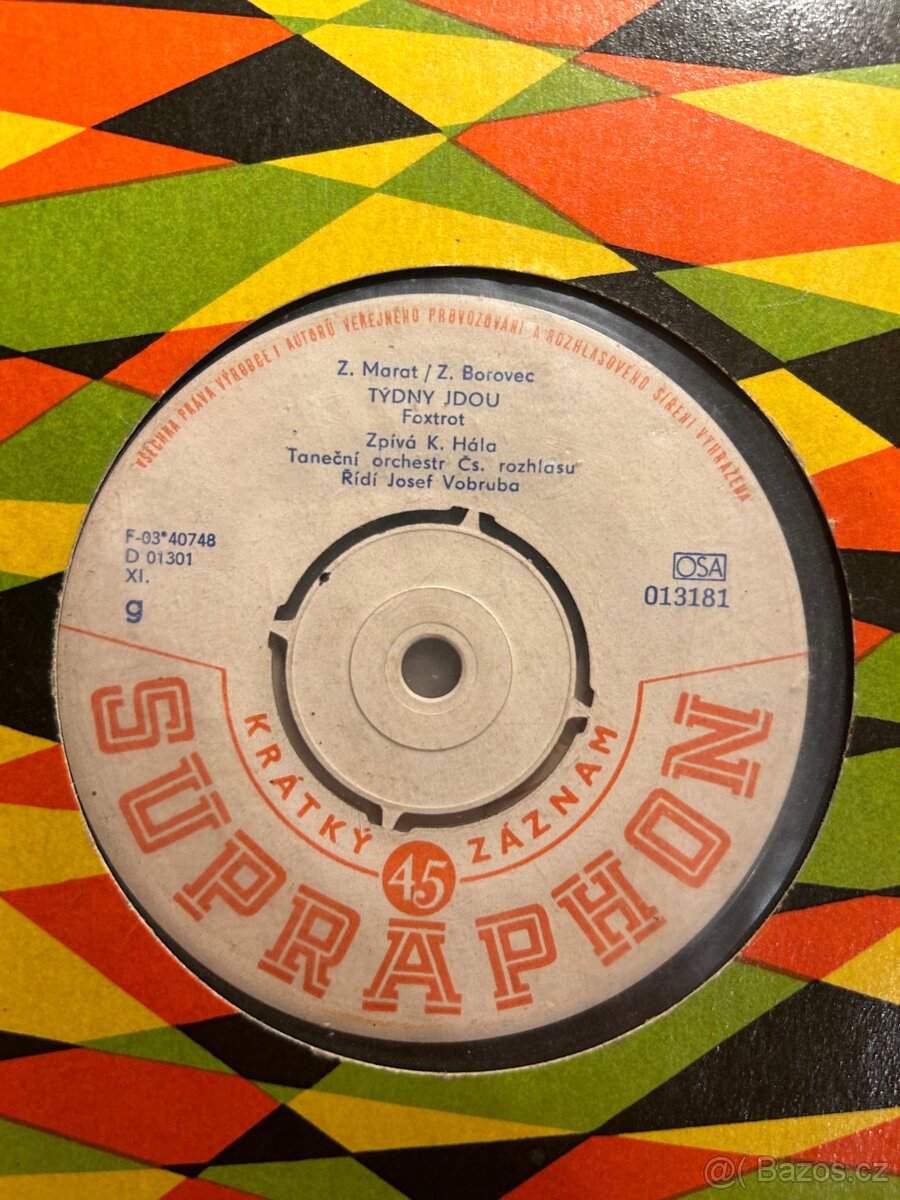 VŠECHNA PRÁVA VÝROBCE I AUTORŮ VEŘEJNÉHO PROVOZOVÁNÍ A ROZHLASOVÉHO ŠÍŘENÍ VYHRAZENA
Z. Marat / Z. Borovec
TÝDNY JDOU
Foxtrot
Zpívá K. Hála
Taneční orchestr Čs. rozhlasu
Řídí Josef Vobruba
F-03*40748
D 01301
XI.
g
OSA
013181
KRÁTKÝ ZÁZNAM
45
SUPRAPHON
@( Bazos.cz